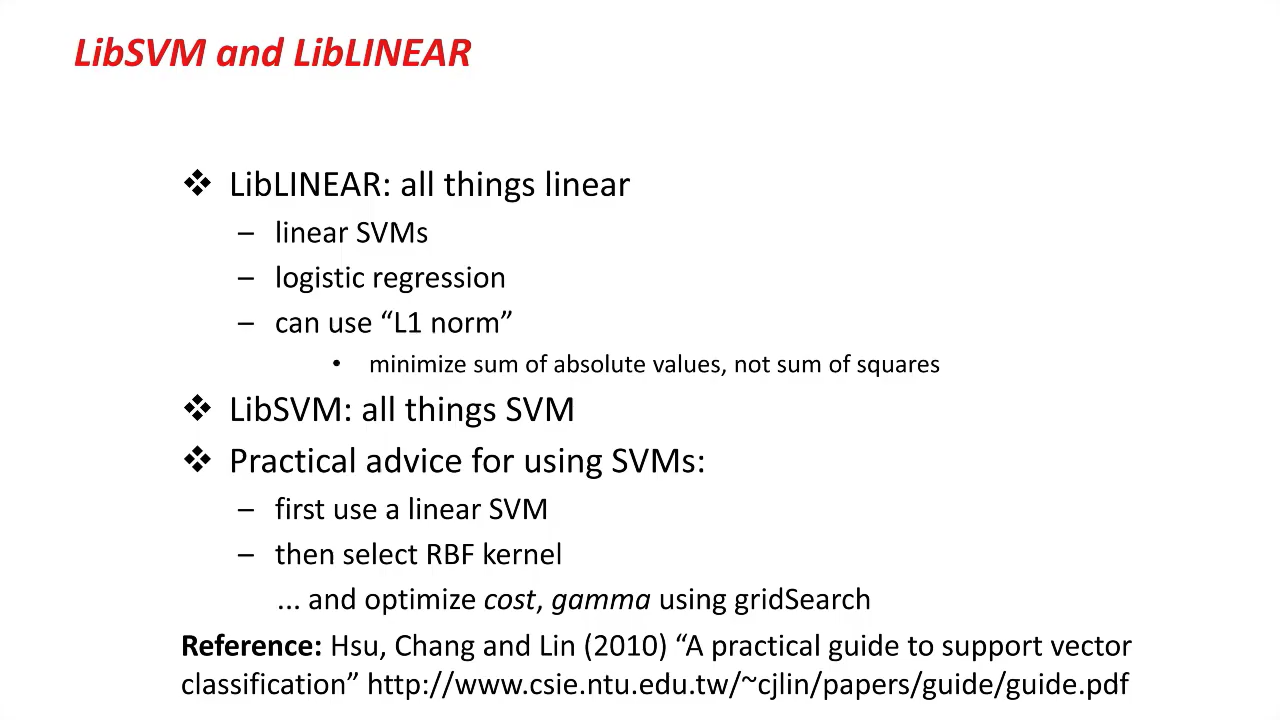 LibSVM and LibLINEAR
❖ LibLINEAR: all things linear
– linear SVMs
– logistic regression
– can use “L1 norm”
• minimize sum of absolute values, not sum of squares
❖ LibSVM: all things SVM
❖ Practical advice for using SVMs:
– first use a linear SVM
– then select RBF kernel
... and optimize cost, gamma using gridSearch
Reference: Hsu, Chang and Lin (2010) “A practical guide to support vector
classification” http://www.csie.ntu.edu.tw/~cjlin/papers/guide/guide.pdf